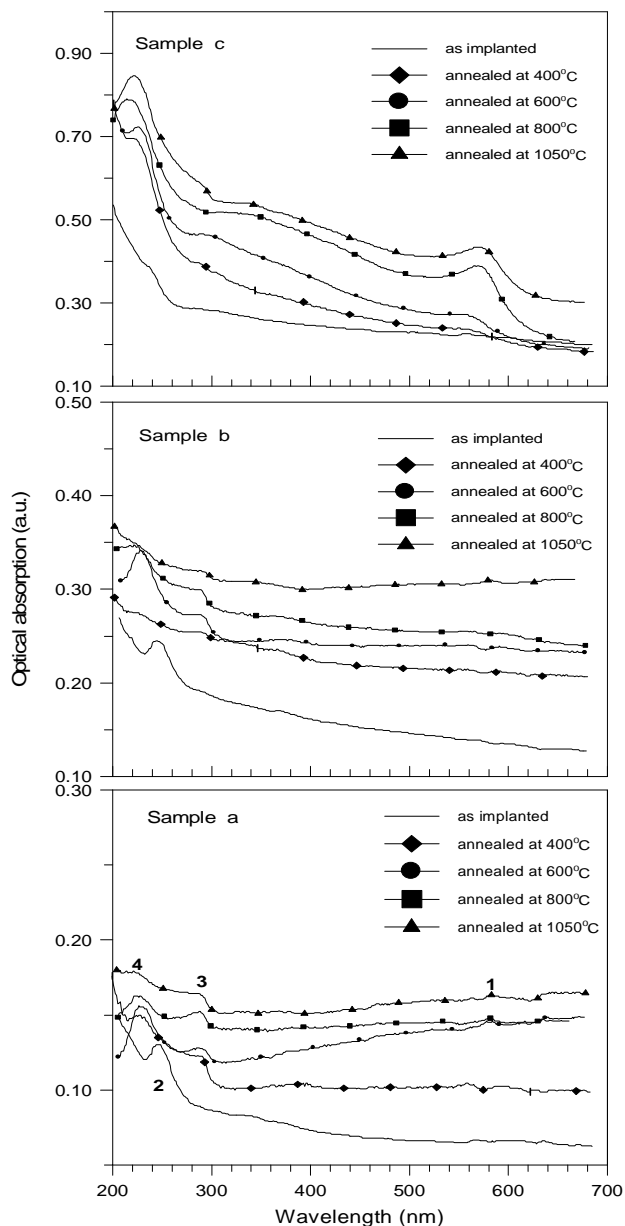 0.90
Sample c
as implanted
annealed at 400°C
annealed at 600°C
annealed at 800°C
annealed at 1050°C
0.70
0.50
0.30
0.10
0.50
Sample b
as implanted
annealed at 400°C
annealed at 600°C
annealed at 800°C
annealed at 1050°C
0.40
0.30
0.20
0.10
Optical absorption (a.u.)
0.30
Sample a
as implanted
annealed at 400°C
annealed at 600°C
annealed at 800°C
annealed at 1050°C
0.20
4
3
1
2
0.10
200 300 400 500 600 700
Wavelength (nm)